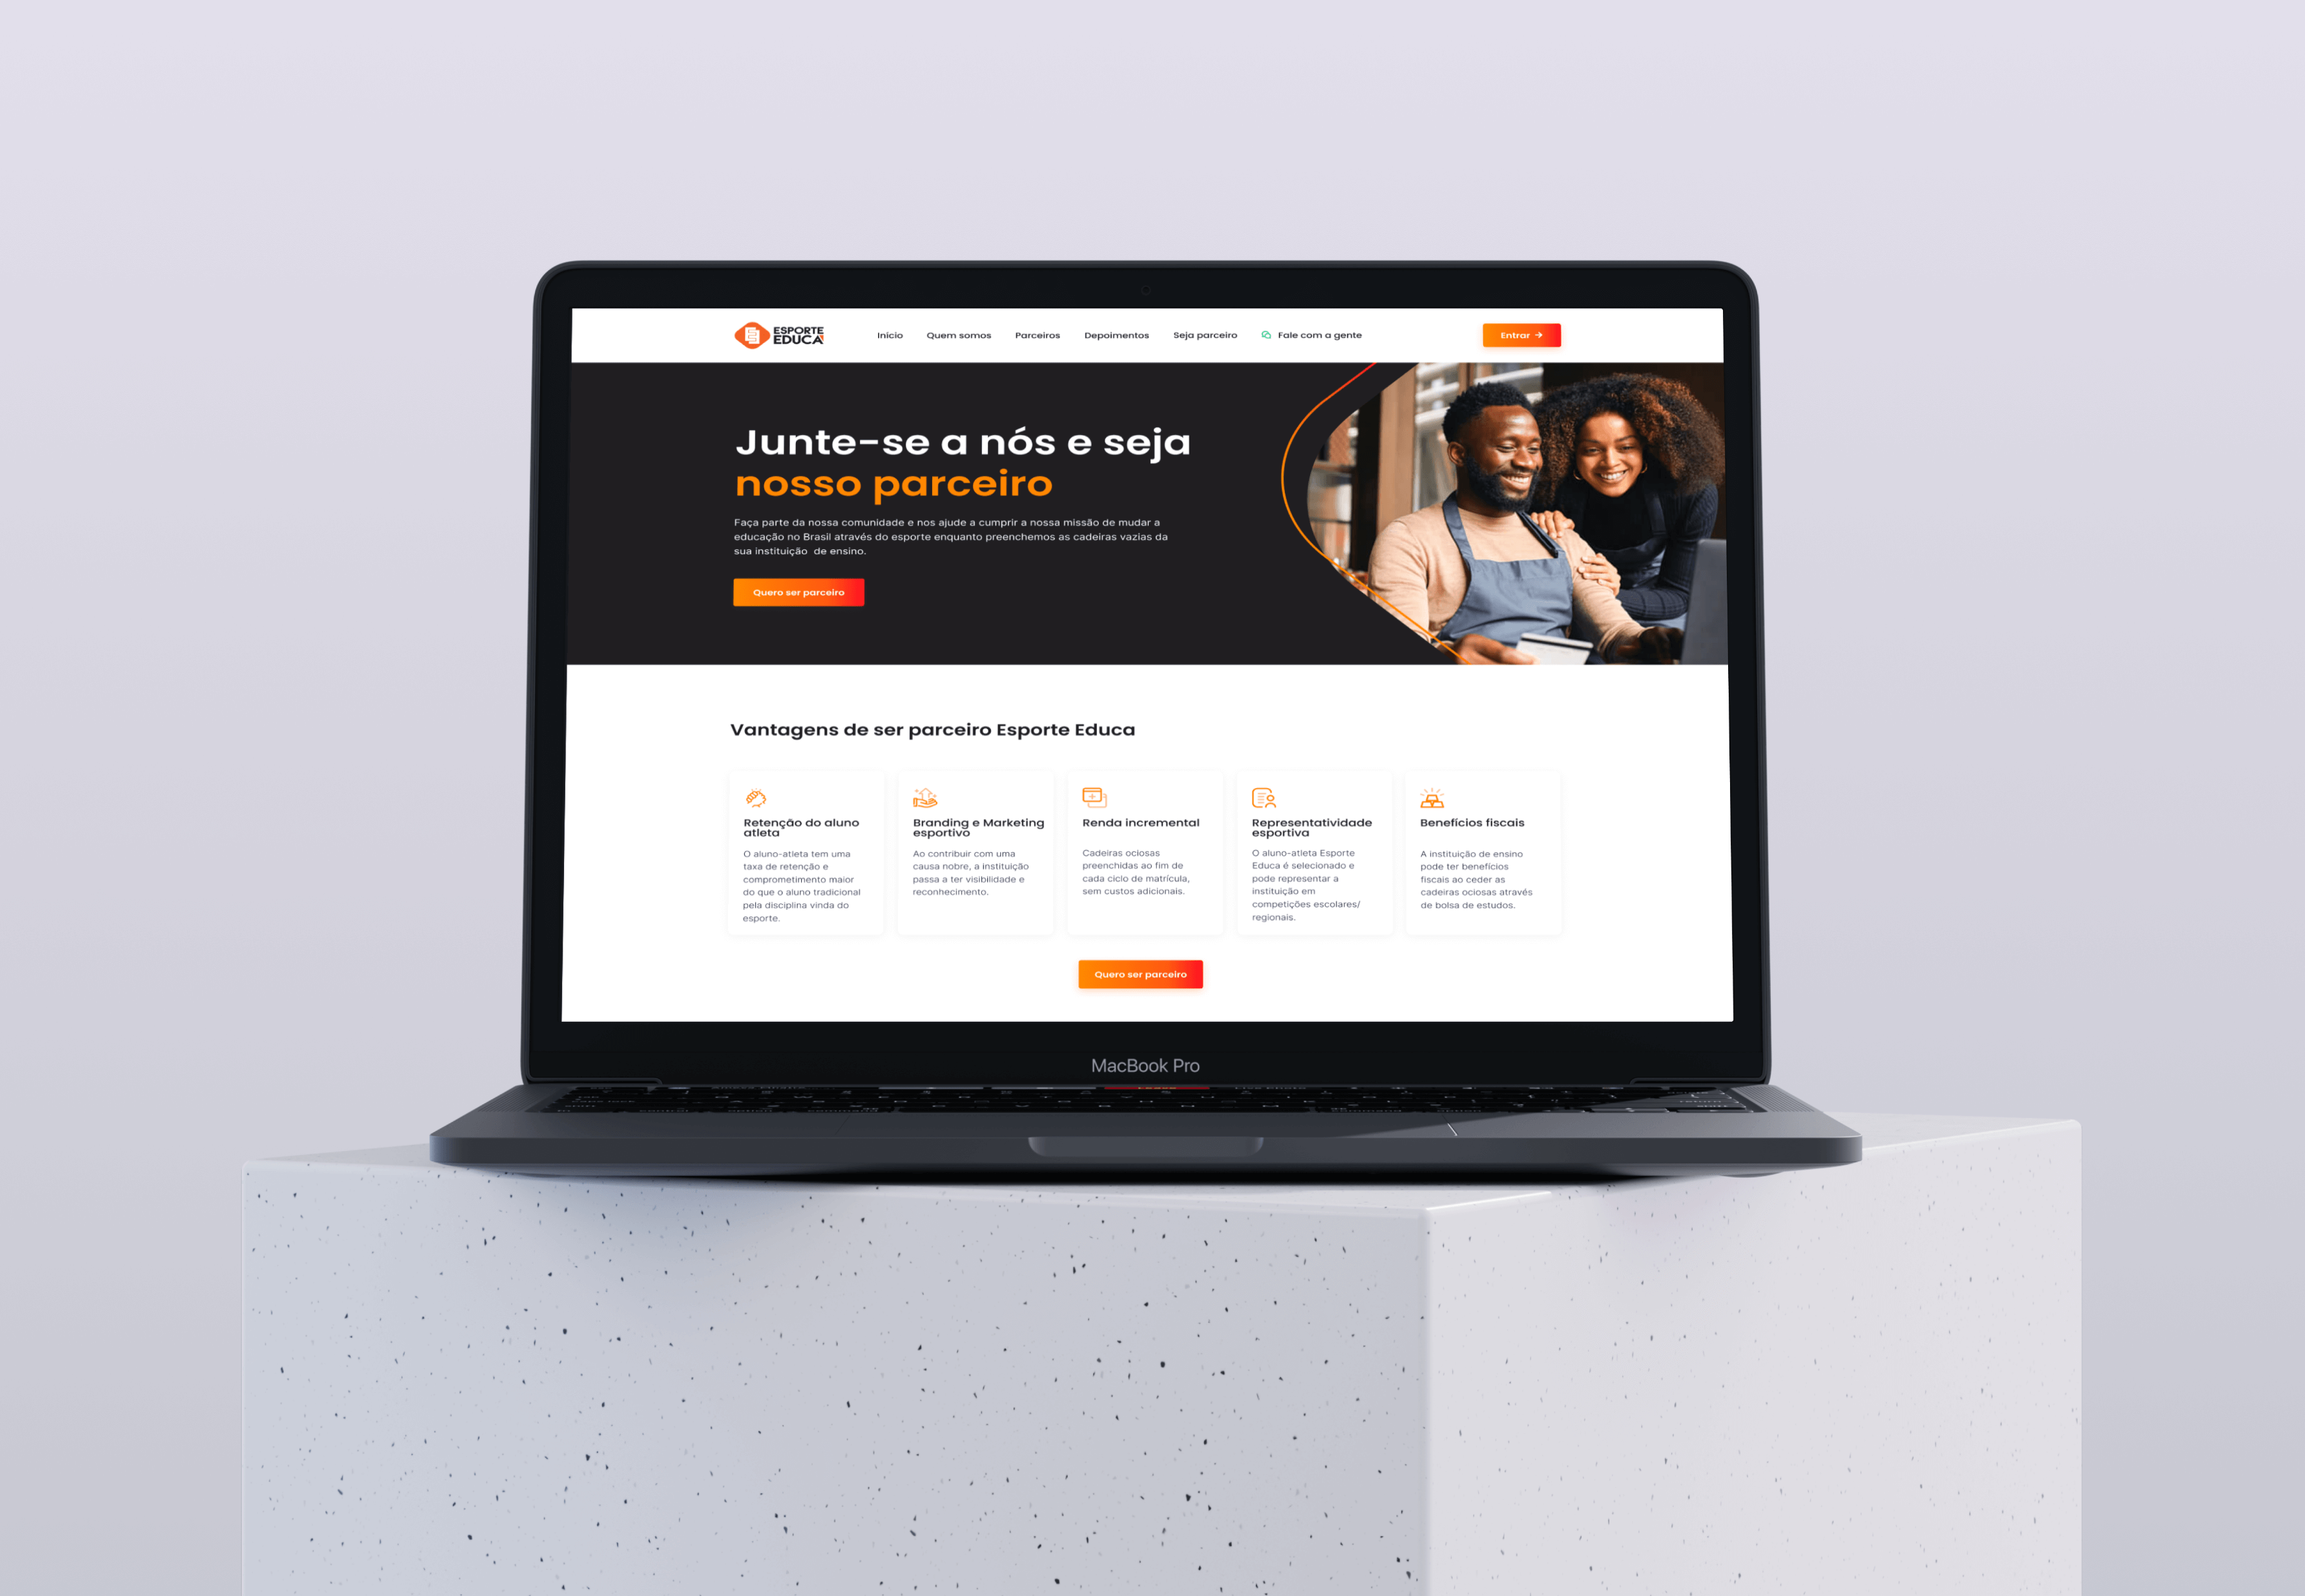 ESPORTE
EDUCA
Início
Quem somos
Parceiros
Depoimentos
Seja parceiro
Fale com a gente
Entrar →
Junte-se a nós e seja
nosso parceiro
Faça parte da nossa comunidade e nos ajude a cumprir a nossa missão de mudar a
educação no Brasil através do esporte enquanto preenchemos as cadeiras vazias da
sua instituição de ensino.
Quero ser parceiro
Vantagens de ser parceiro Esporte Educa
Retenção do aluno
atleta
O aluno-atleta tem uma
taxa de retenção e
comprometimento maior
do que o aluno tradicional
pela disciplina vinda do
esporte.
Branding e Marketing
esportivo
Ao contribuir com uma
causa nobre, a instituição
passa a ter visibilidade e
reconhecimento.
Renda incremental
Cadeiras ociosas
preenchidas ao fim de
cada ciclo de matrícula,
sem custos adicionais.
Representatividade
esportiva
O aluno-atleta Esporte
Educa é selecionado e
pode representar a
instituição em
competições escolares/
regionais.
Benefícios fiscais
A instituição de ensino
pode ter benefícios
fiscais ao ceder as
cadeiras ociosas através
de bolsa de estudos.
Quero ser parceiro
MacBook Pro